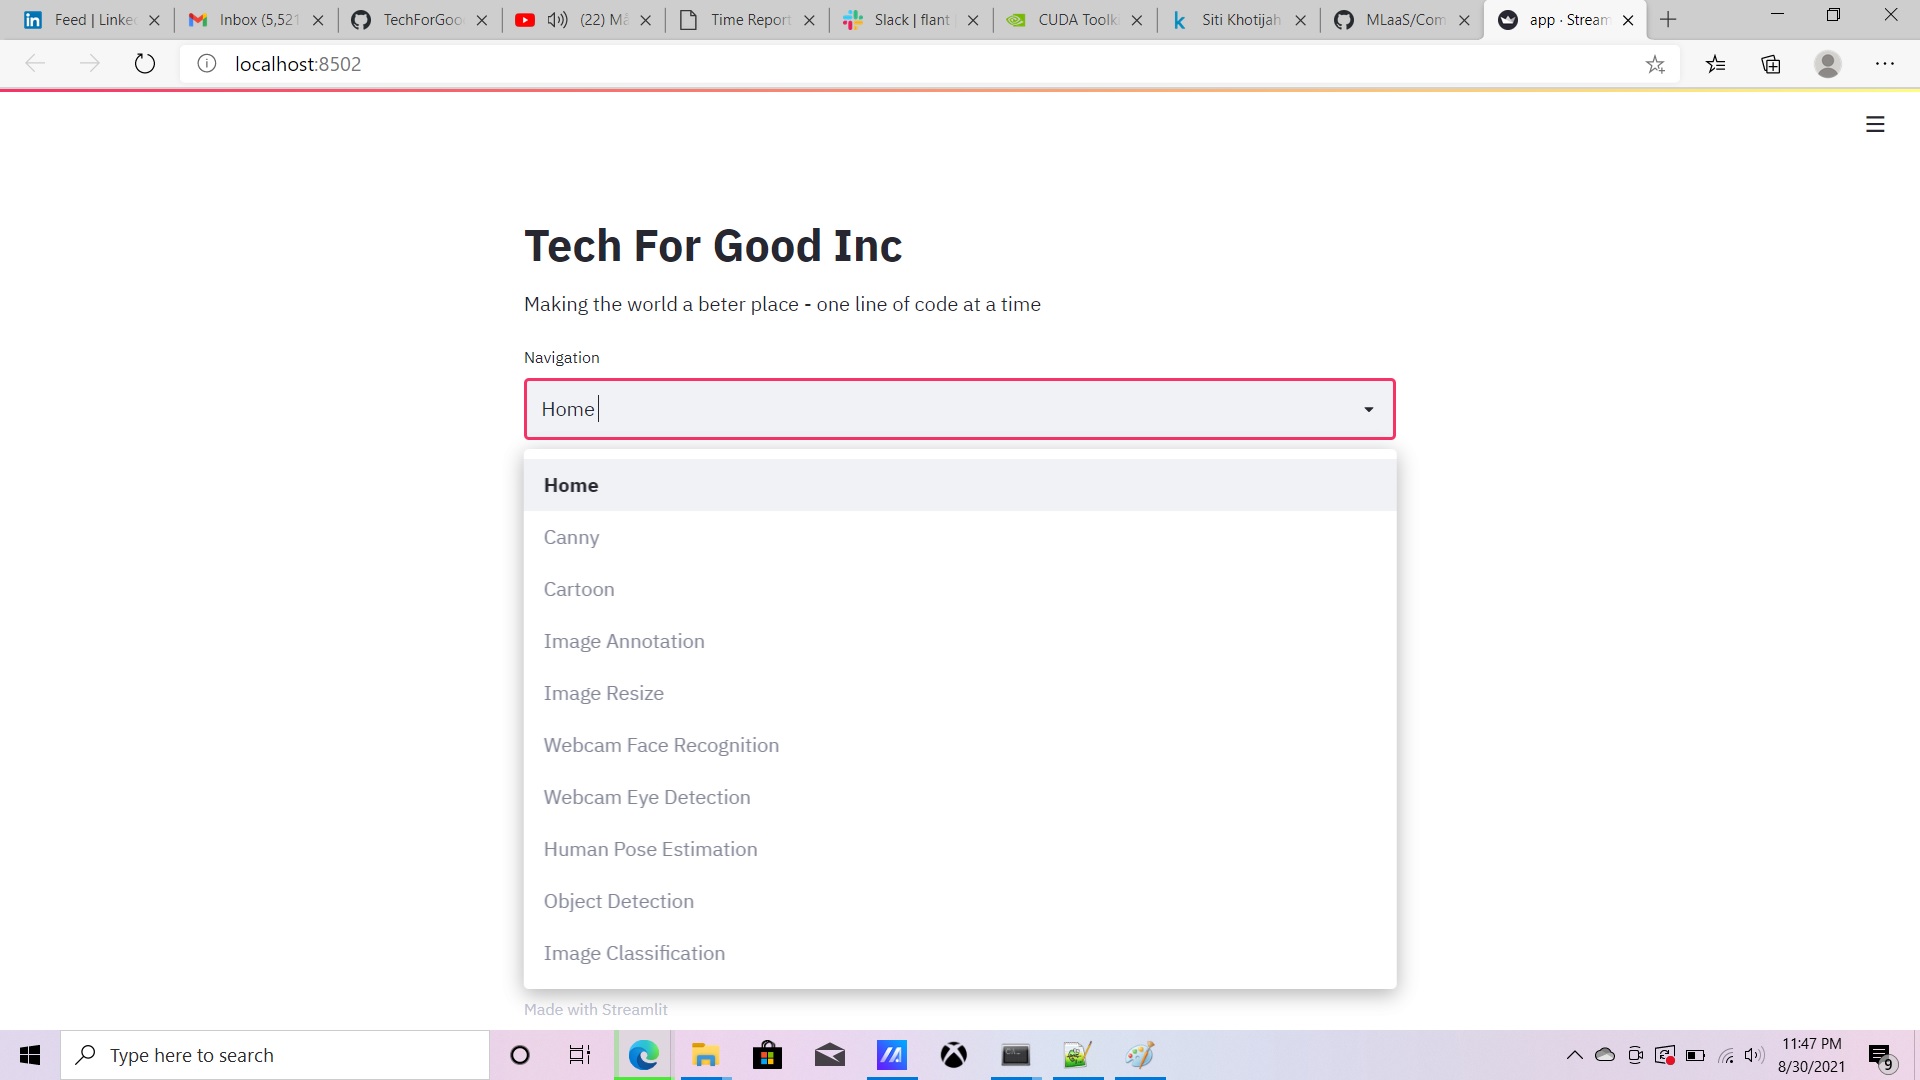 Feed | Linke
Inbox (5,521
TechForGoo
(22) Må
Time Report
Slack | flant
CUDA Toolk
Siti Khotijah
MLaaS/Com
app · Stream
localhost:8502
Tech For Good Inc
Making the world a beter place - one line of code at a time
Navigation
Home
Home
Canny
Cartoon
Image Annotation
Image Resize
Webcam Face Recognition
Webcam Eye Detection
Human Pose Estimation
Object Detection
Image Classification
Made with Streamlit
Type here to search
11:47 PM
8/30/2021
9